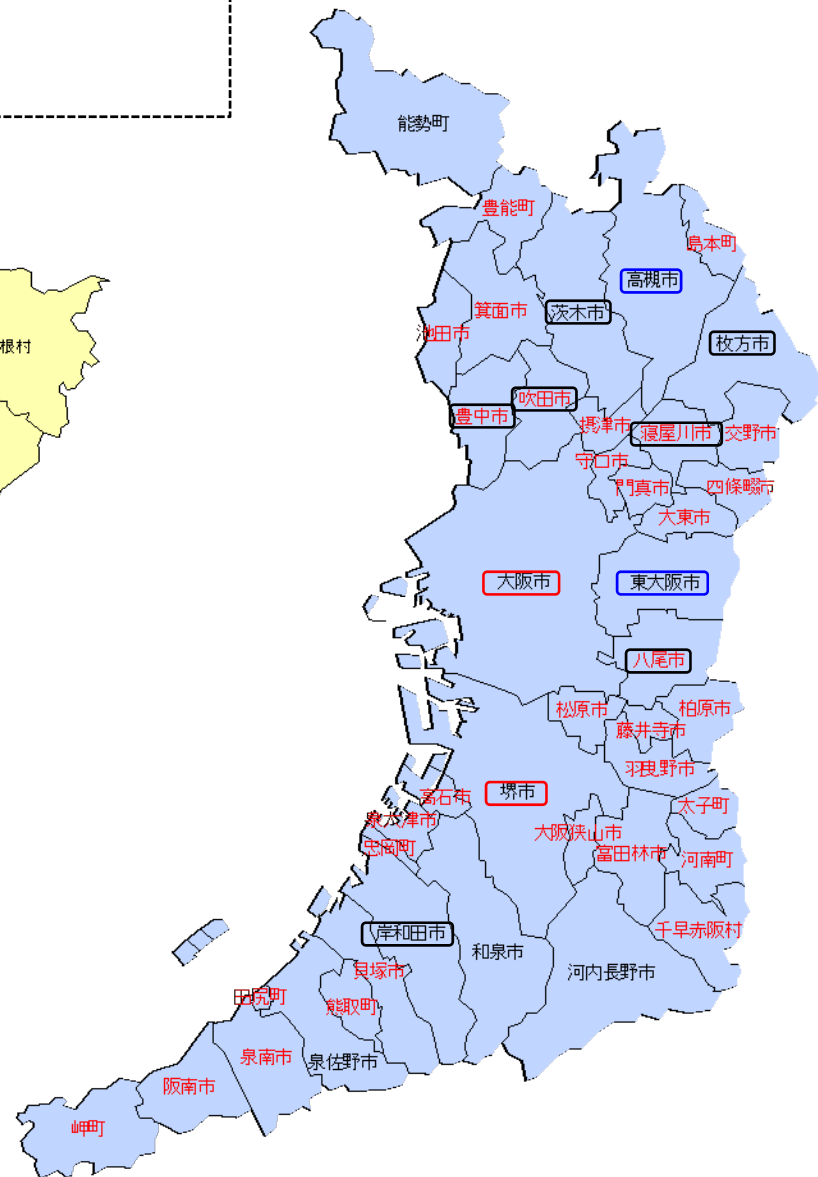 能勢町
豊能町
島本町
高槻市
箕面市
茨木市
池田市
根村
枚方市
吹田市
豊中市
摂津市
寝屋川市
交野市
守口市
門真市
四條畷市
大東市
大阪市
東大阪市
八尾市
松原市
柏原市
藤井寺市
羽曳野市
堺市
高石市
太子町
泉大津市
大阪狭山市
忠岡町
富田林市
河南町
千早赤阪村
岸和田市
和泉市
貝塚市
河内長野市
田尻町
熊取町
泉南市
泉佐野市
阪南市
岬町